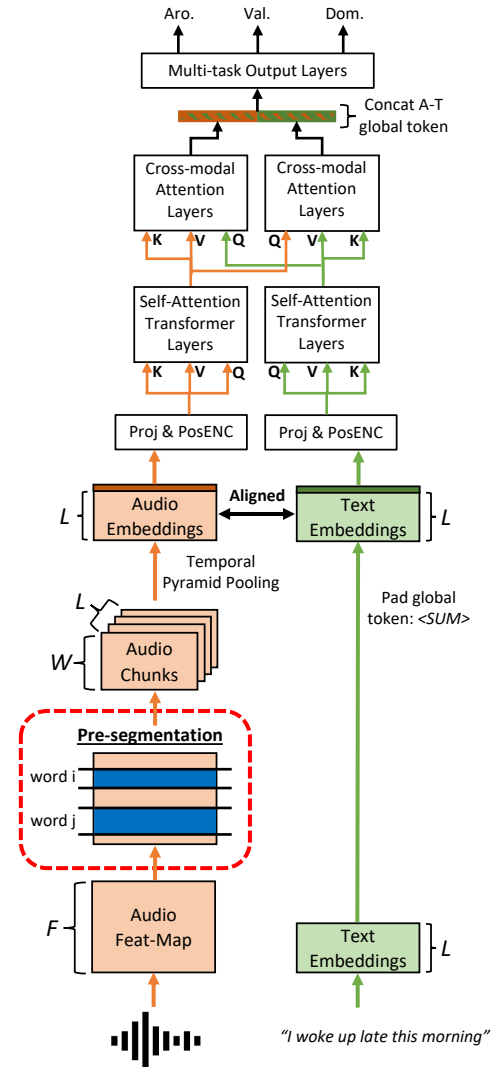 Aro. Val. Dom.
Multi-task Output Layers
Concat A-T
global token
Cross-modal
Attention
Layers
Cross-modal
Attention
Layers
K V Q Q V K
Self-Attention
Transformer
Layers
Self-Attention
Transformer
Layers
K V Q Q V K
Proj & PosENC
Proj & PosENC
L
Audio
Embeddings
Aligned
Text
Embeddings
L
Temporal
Pyramid Pooling
Pad global
token: <SUM>
L
W
Audio
Chunks
Pre-segmentation
word i
word j
F
Audio
Feat-Map
Text
Embeddings
L
“I woke up late this morning”